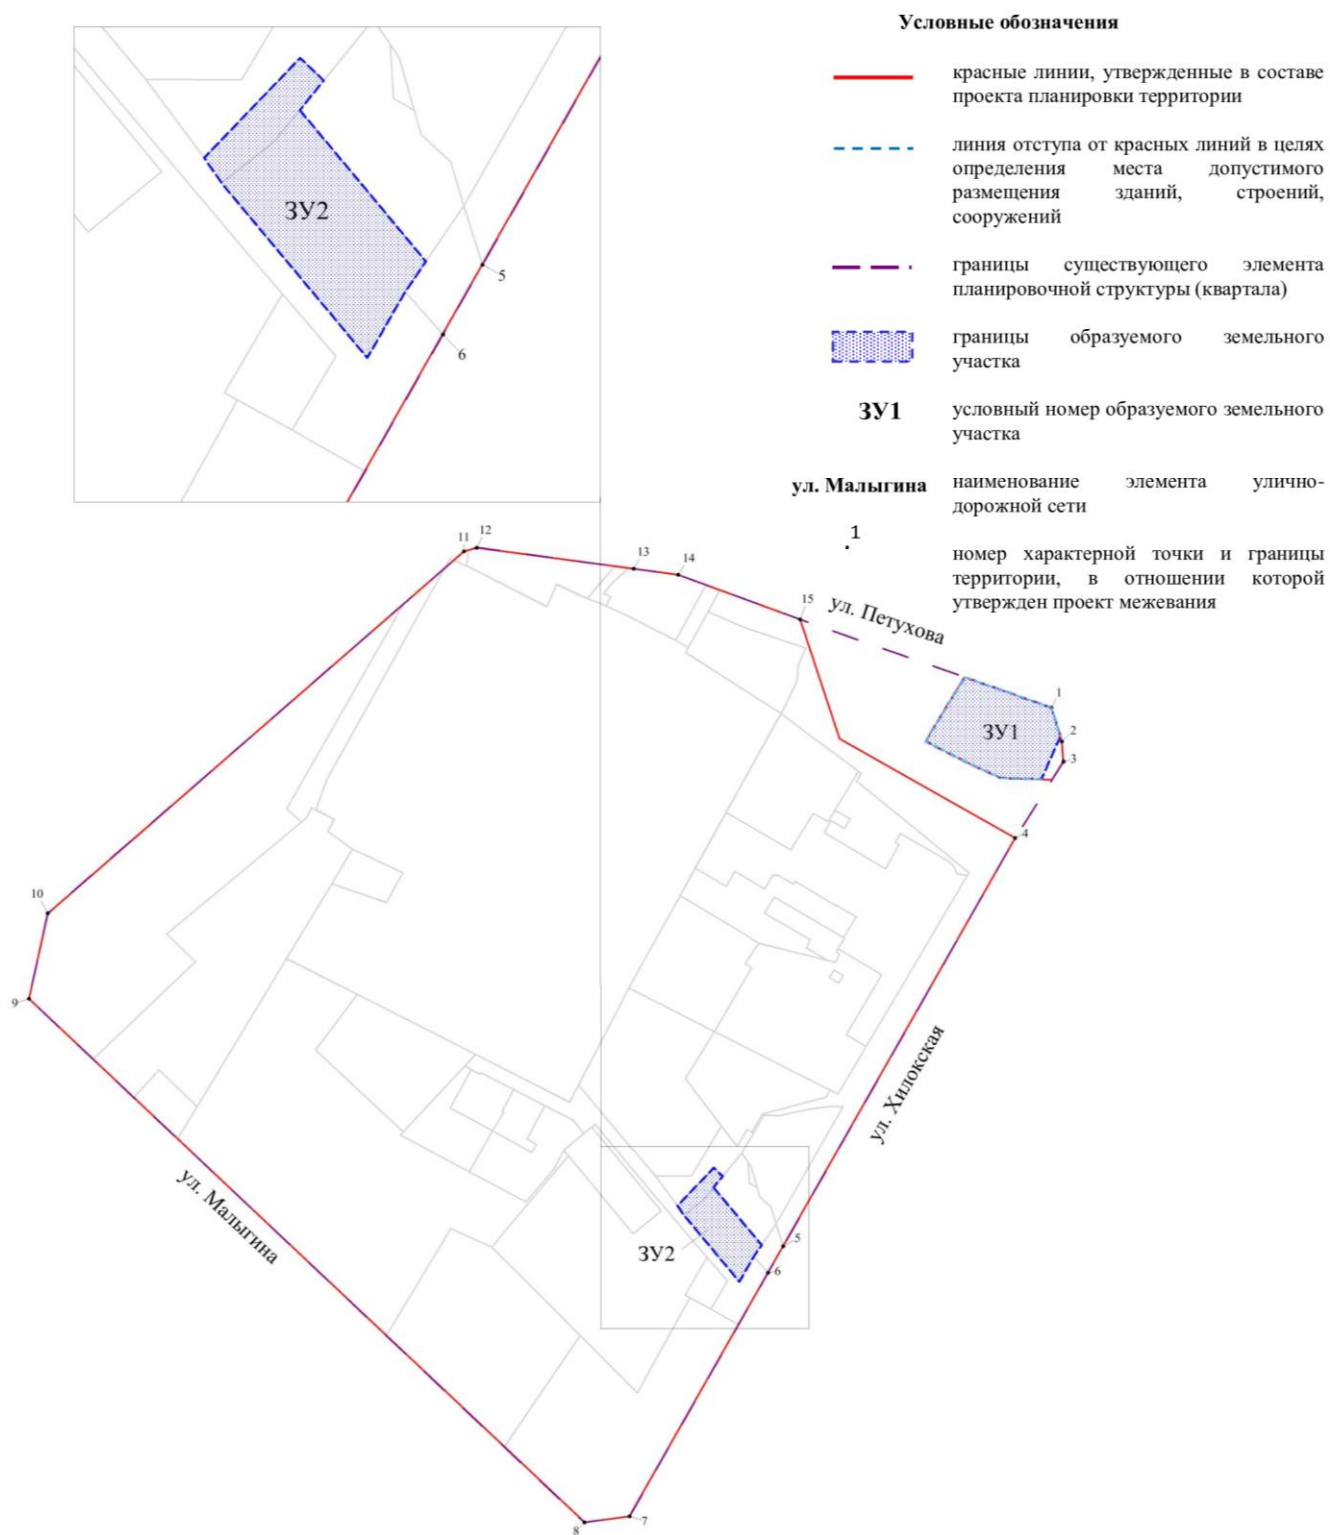 Условные обозначения
красные линии, утвержденные в составе
проекта планировки территории
линия отступа от красных линий в целях
определения места допустимого
размещения зданий, строений,
сооружений
границы существующего элемента
планировочной структуры (квартала)
границы образуемого земельного
участка
ЗУ1
условный номер образуемого земельного
участка
ул. Малыгина
наименование элемента улично-
дорожной сети
1
номер характерной точки и границы
территории, в отношении которой
утвержден проект межевания
ЗУ2
5
6
11
12
13
14
15
ул. Петухова
1
ЗУ1
2
3
4
10
9
ул. Хилокская
ул. Малыгина
ЗУ2
5
6
7
8